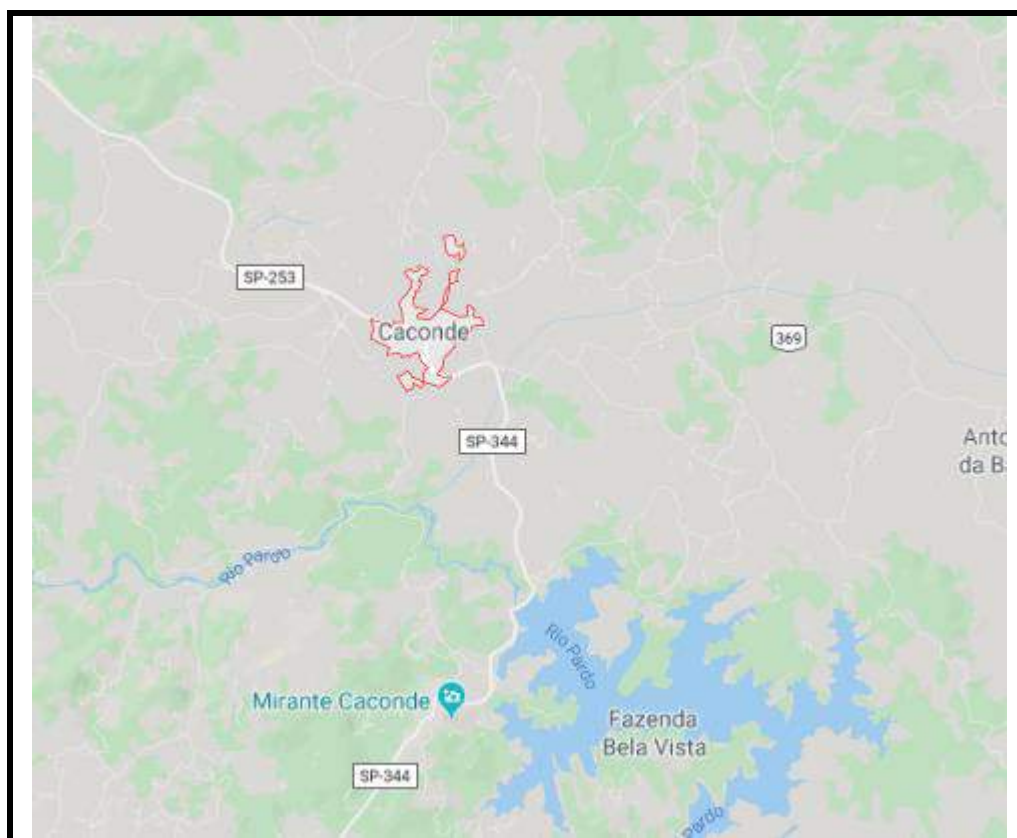 SP-253
Caconde
369
SP-344
Anto
da B
Rio Pardo
Rio Pardo
Mirante Caconde
Fazenda
Bela Vista
SP-344
Pardo